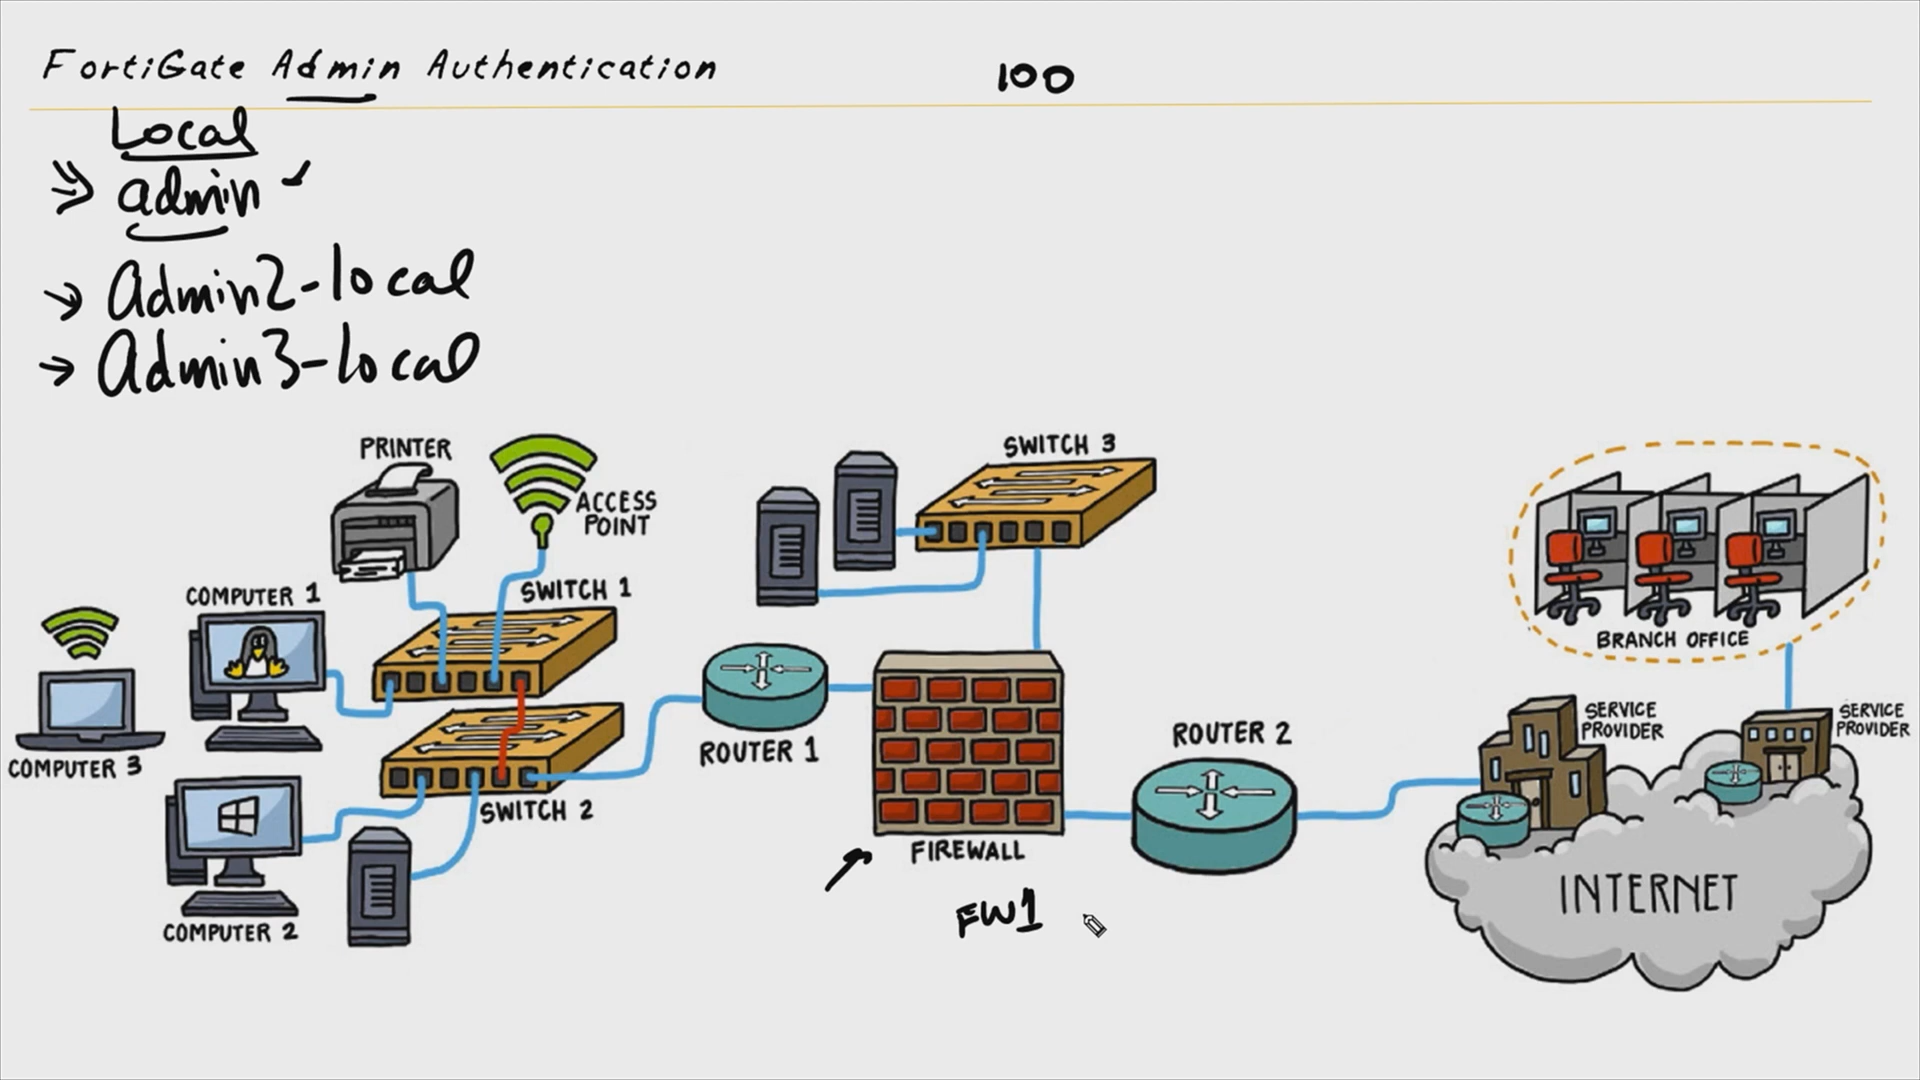 FortiGate Admin Authentication
100
Local
admin
Admin2-local
Admin3-local
PRINTER
ACCESS
POINT
SWITCH 3
COMPUTER 1
SWITCH 1
COMPUTER 3
SWITCH 2
COMPUTER 2
ROUTER 1
FIREWALL
FW1
ROUTER 2
BRANCH OFFICE
SERVICE
PROVIDER
SERVICE
PROVIDER
INTERNET